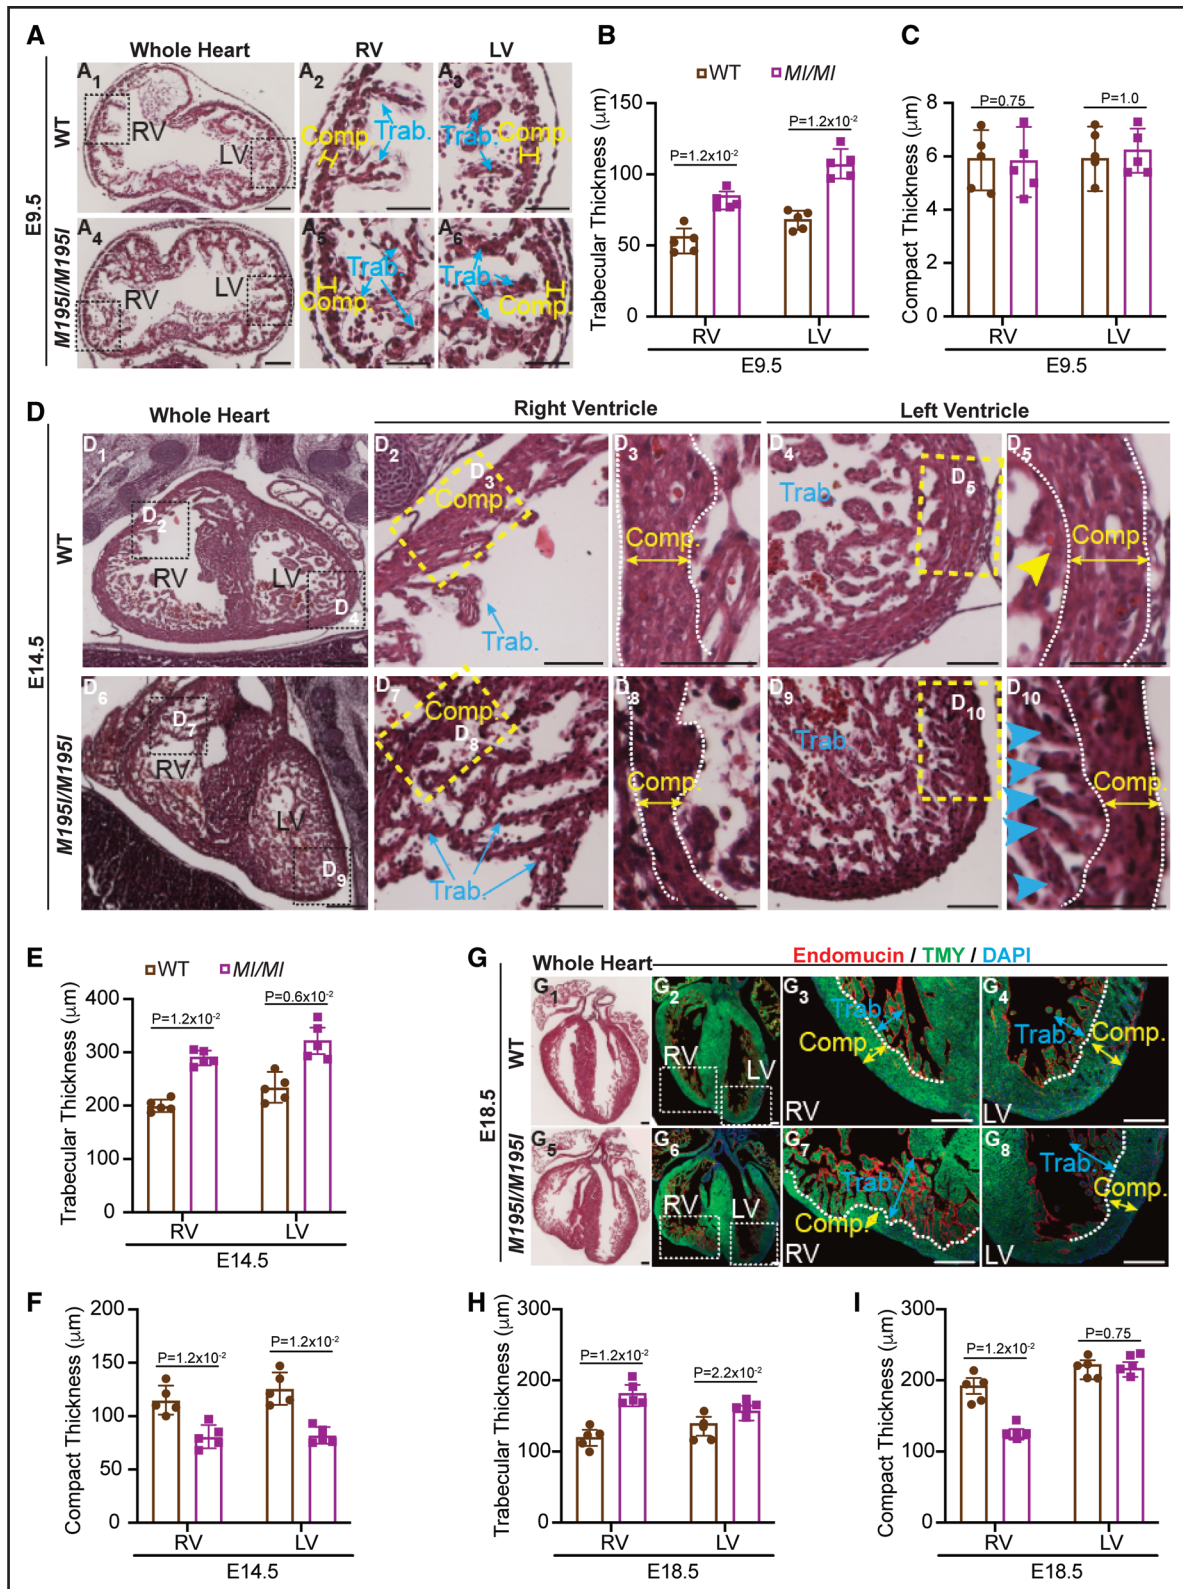 A
Whole Heart
RV
LV
E9.5
WT
A1
RV
LV
A2
Comp.
Trab.
A3
Trab.
Comp.
M195I/M195I
A4
RV
LV
A5
Trab.
Comp.
A6
Trab.
Comp.
B
WT
MI/MI
Trabecular Thickness (μm)
150
100
50
0
P=1.2x10-2
P=1.2x10-2
RV
LV
E9.5
C
Compact Thickness (μm)
8
6
4
2
0
P=0.75
P=1.0
RV
LV
E9.5
D
Whole Heart
Right Ventricle
Left Ventricle
E14.5
WT
D1
D2
RV
LV
D4
D2
D3
Comp.
Trab.
D3
Comp.
D4
Trab.
D5
D5
Comp.
M195I/M195I
D6
D7
RV
LV
D9
D7
Comp.
D8
Trab.
D8
Comp.
D9
Trab.
D10
D10
Comp.
E
WT
MI/MI
Trabecular Thickness (μm)
400
300
200
100
0
P=1.2x10-2
P=0.6x10-2
RV
LV
E14.5
G
Whole Heart
Endomucin / TMY / DAPI
E18.5
WT
G1
G2
RV
LV
G3
Trab.
Comp.
RV
G4
Trab.
Comp.
LV
M195I/M195I
G5
G6
RV
LV
G7
Trab.
Comp.
RV
G8
Trab.
Comp.
LV
F
Compact Thickness (μm)
200
150
100
50
0
P=1.2x10-2
P=1.2x10-2
RV
LV
E14.5
H
Trabecular Thickness (μm)
300
200
100
0
P=1.2x10-2
P=2.2x10-2
RV
LV
E18.5
I
Compact Thickness (μm)
300
200
100
0
P=1.2x10-2
P=0.75
RV
LV
E18.5